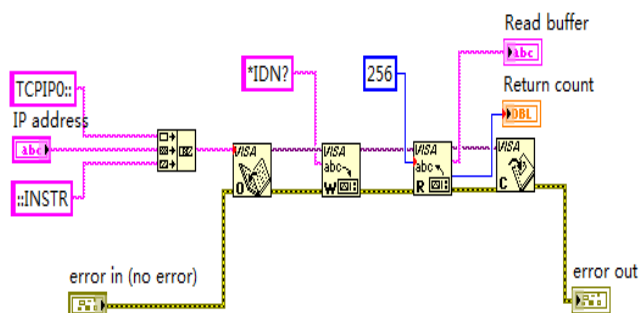 Read buffer
abc
*IDN?
256
TCPIP0::
Return count
DBL
IP address
abc
VISA
O
VISA
abc
W
VISA
abc
R
VISA
C
::INSTR
error in (no error)
error out